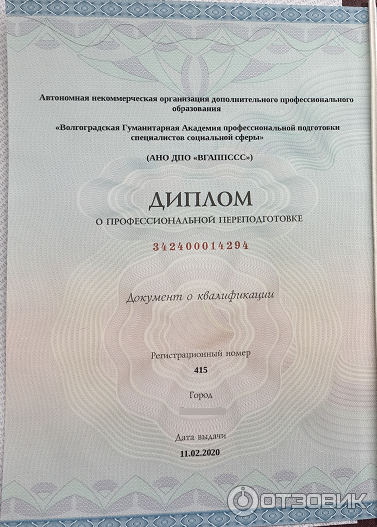 Автономная некоммерческая организация дополнительного профессионального
образования
«Волгоградская Гуманитарная Академия профессиональной подготовки
специалистов социальной сферы»
(АНО ДПО «ВГАППССС»)
ДИПЛОМ
О ПРОФЕССИОНАЛЬНОЙ ПЕРЕПОДГОТОВКЕ
342400014294
Документ о квалификации
Регистрационный номер
415
Город
Дата выдачи
11.02.2020
ОТЗОВИК